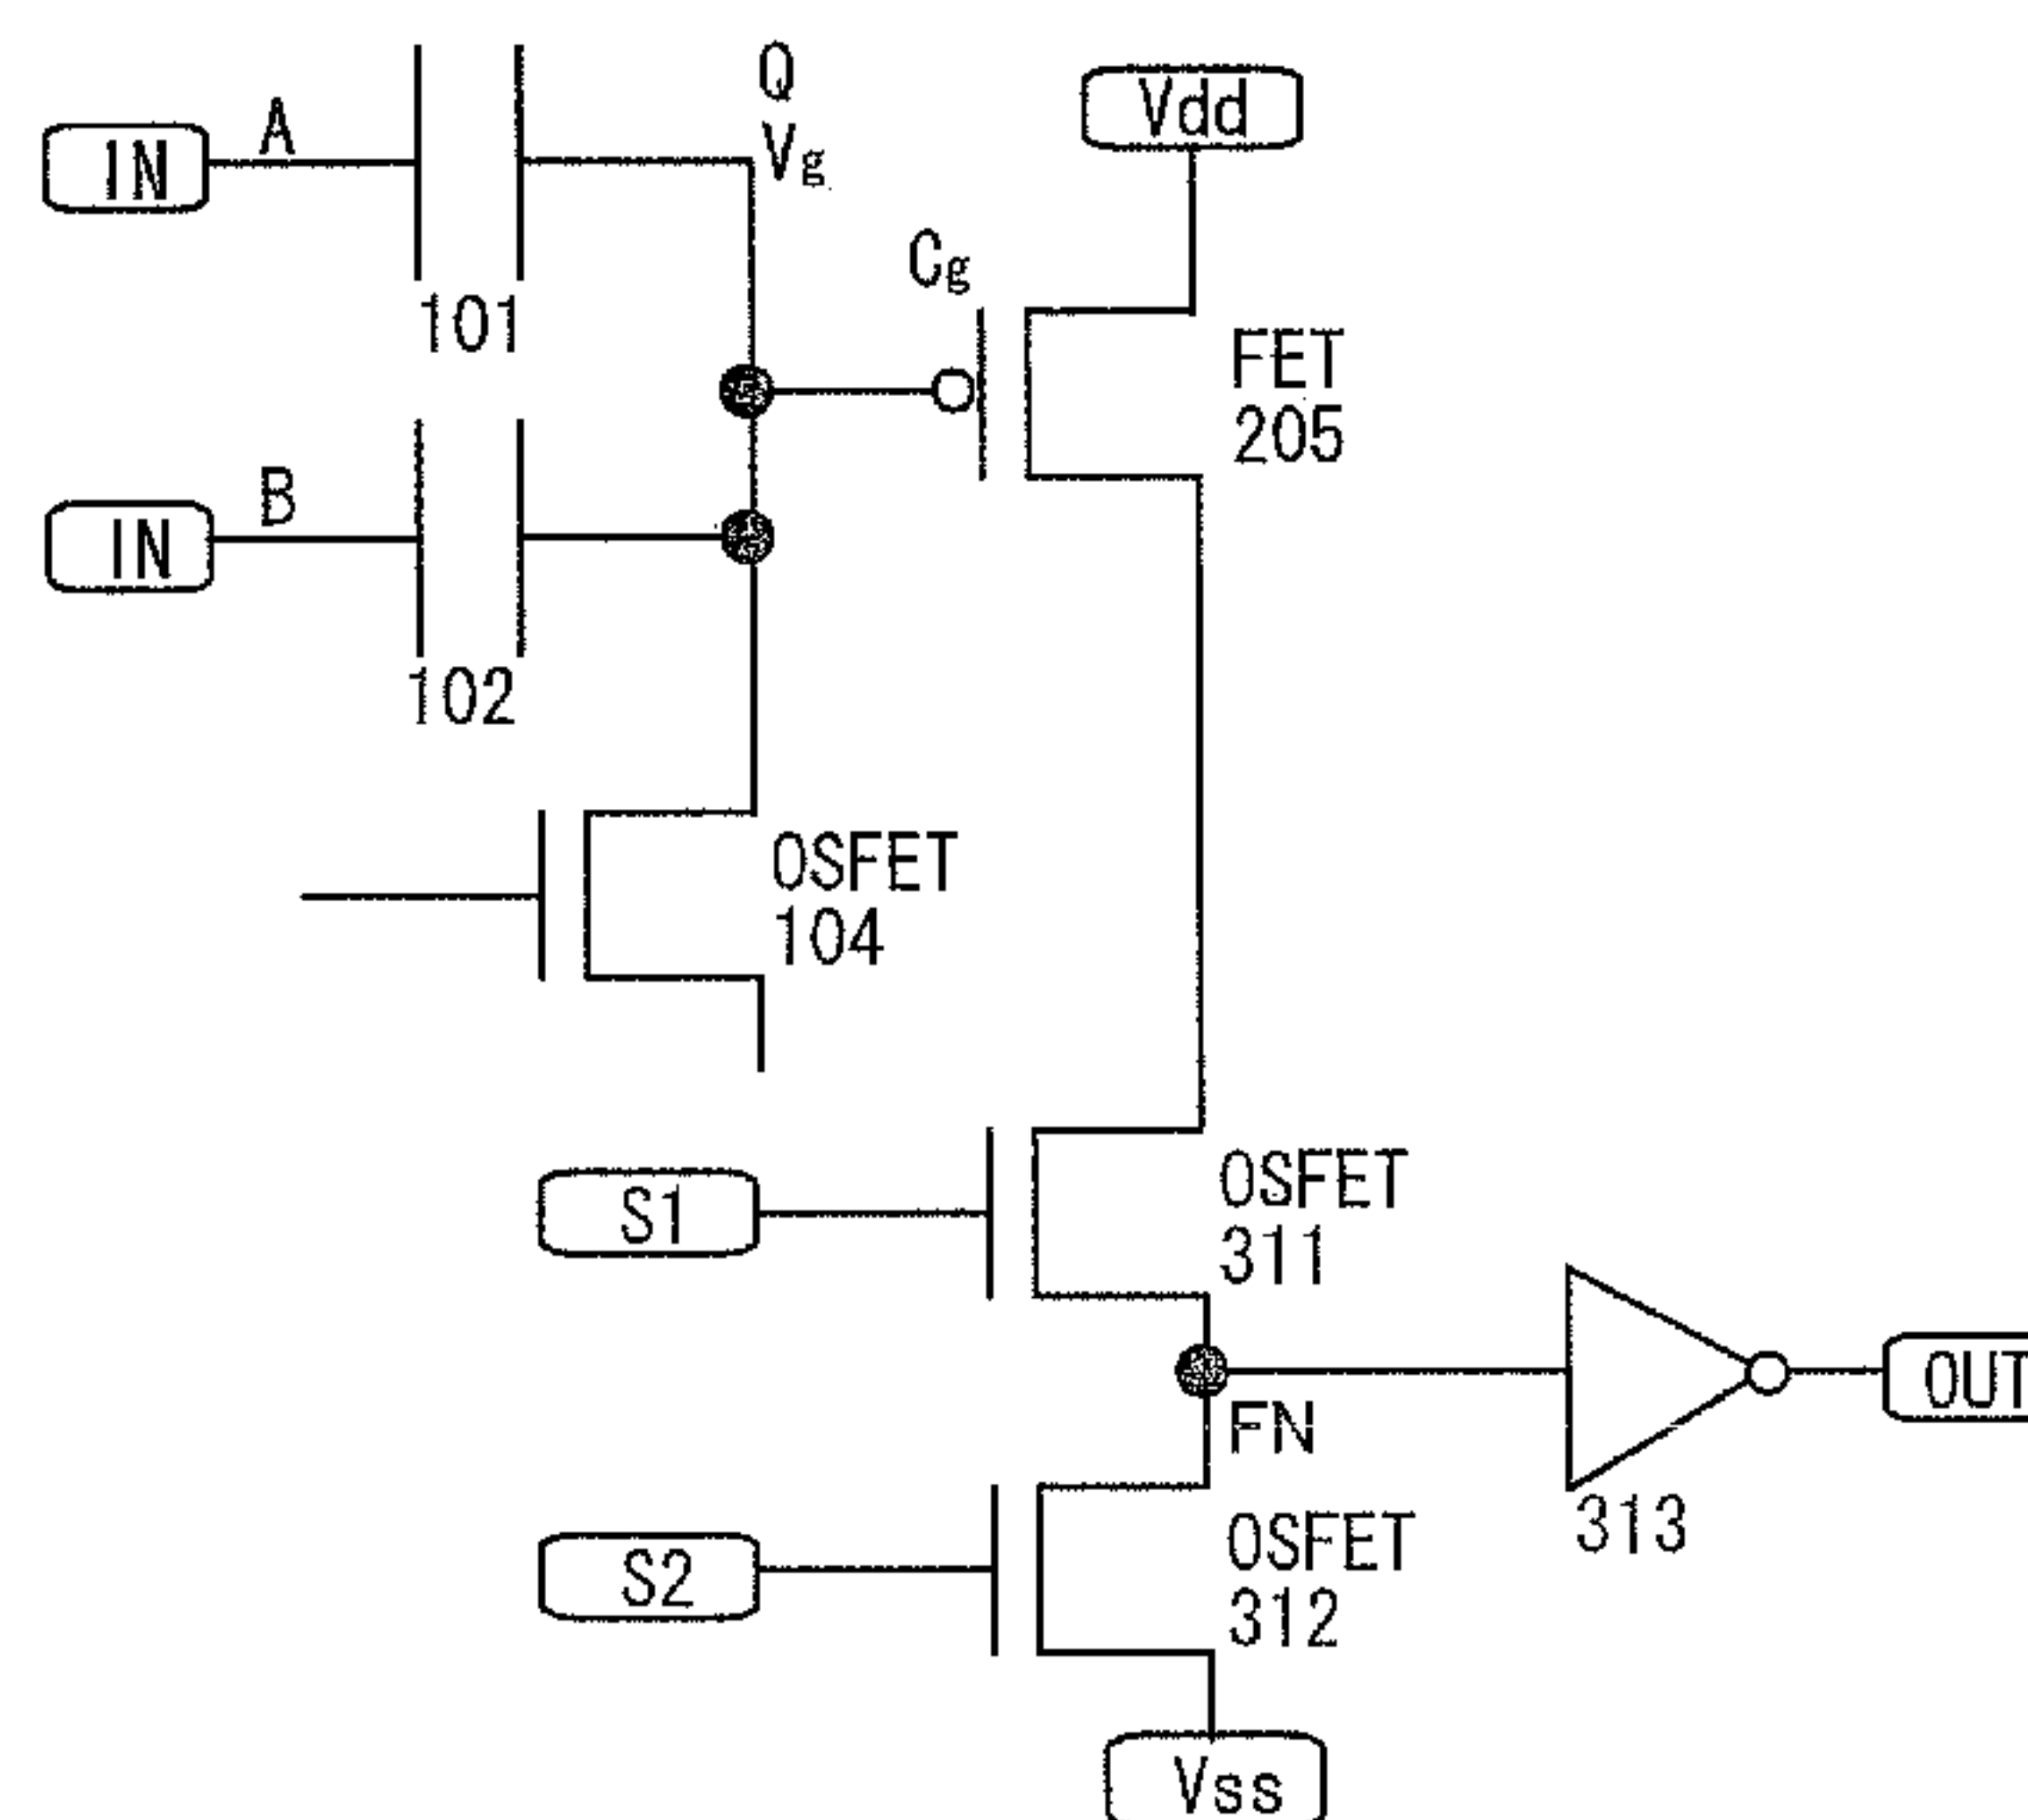 IN
A
101
Q
Vg
Vdd
Cg
FET
205
IN
B
102
OSFET
104
S1
OSFET
311
FN
313
OUT
S2
OSFET
312
Vss